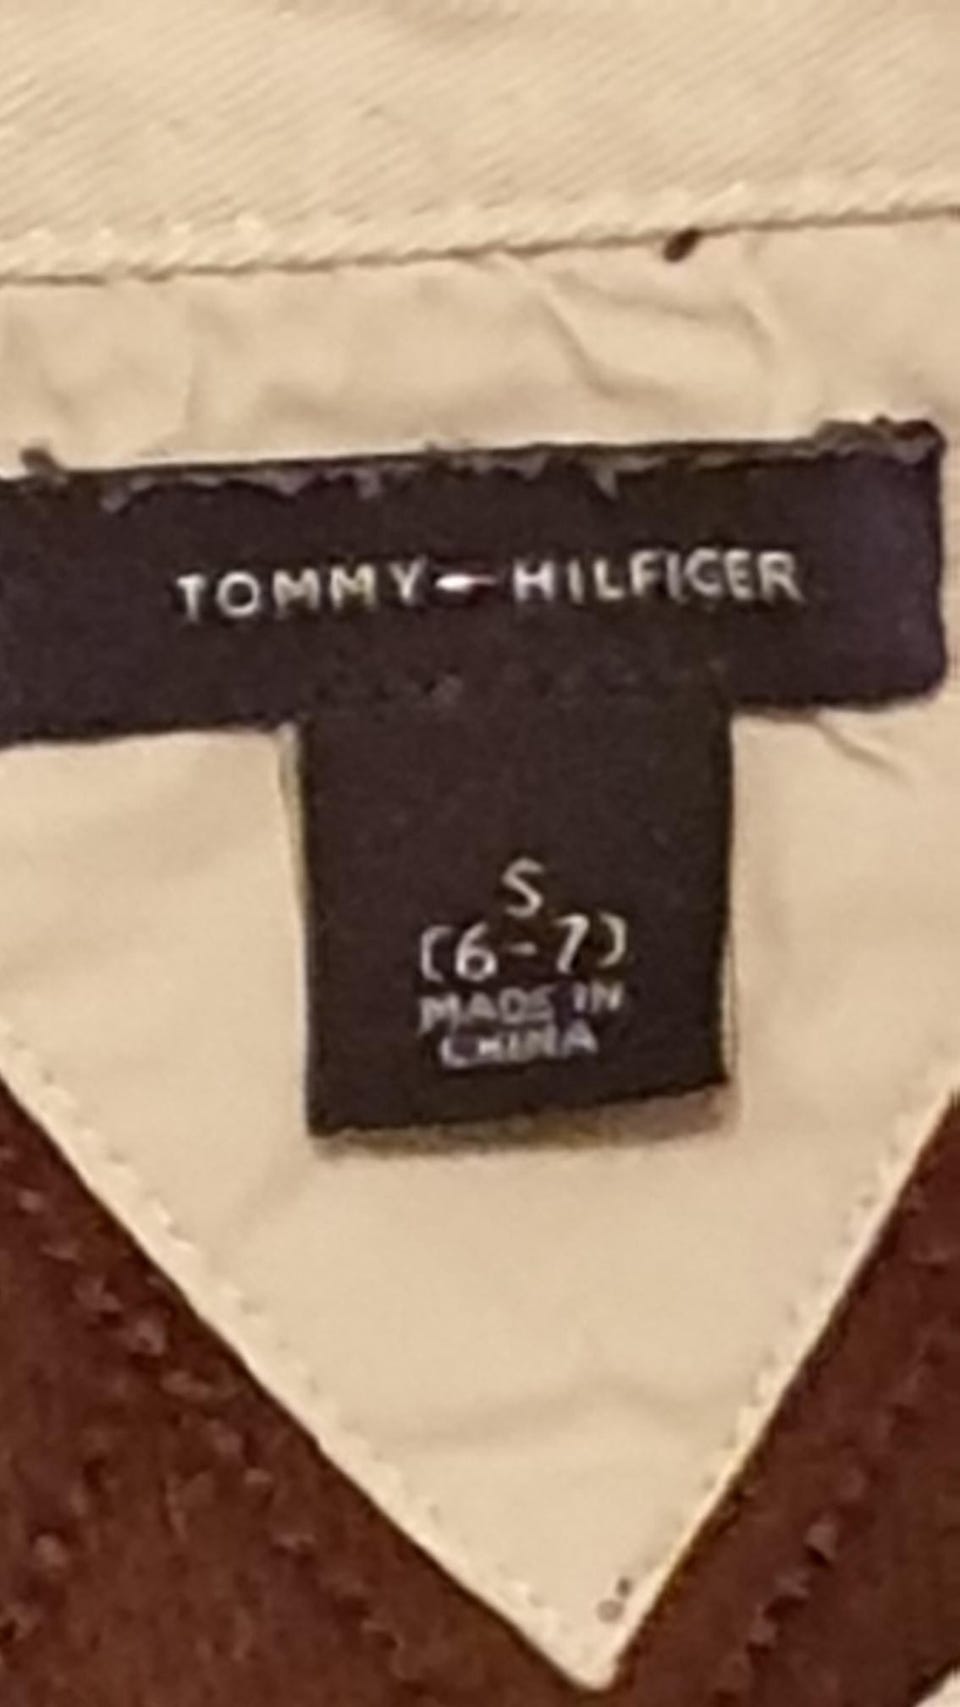 TOMMY HILFIGER
S
(6-7)
MADE IN
CHINA